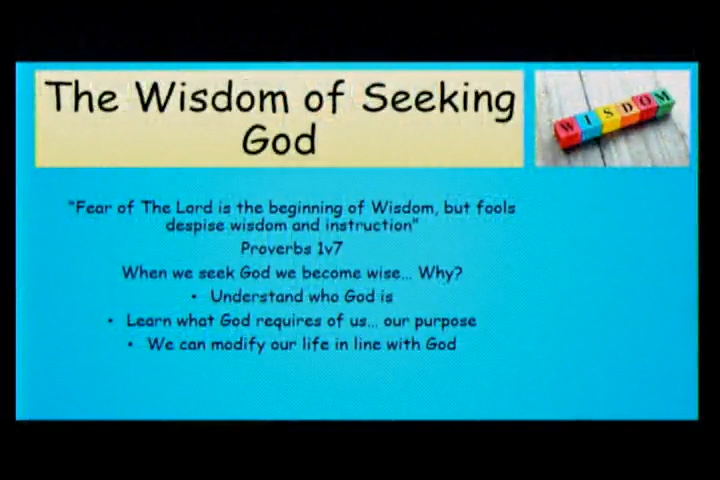 The Wisdom of Seeking
God
WISDOM
"Fear of The Lord is the beginning of Wisdom, but fools
despise wisdom and instruction"
Proverbs 1v7
When we seek God we become wise... Why?
• Understand who God is
• Learn what God requires of us... our purpose
• We can modify our life in line with God